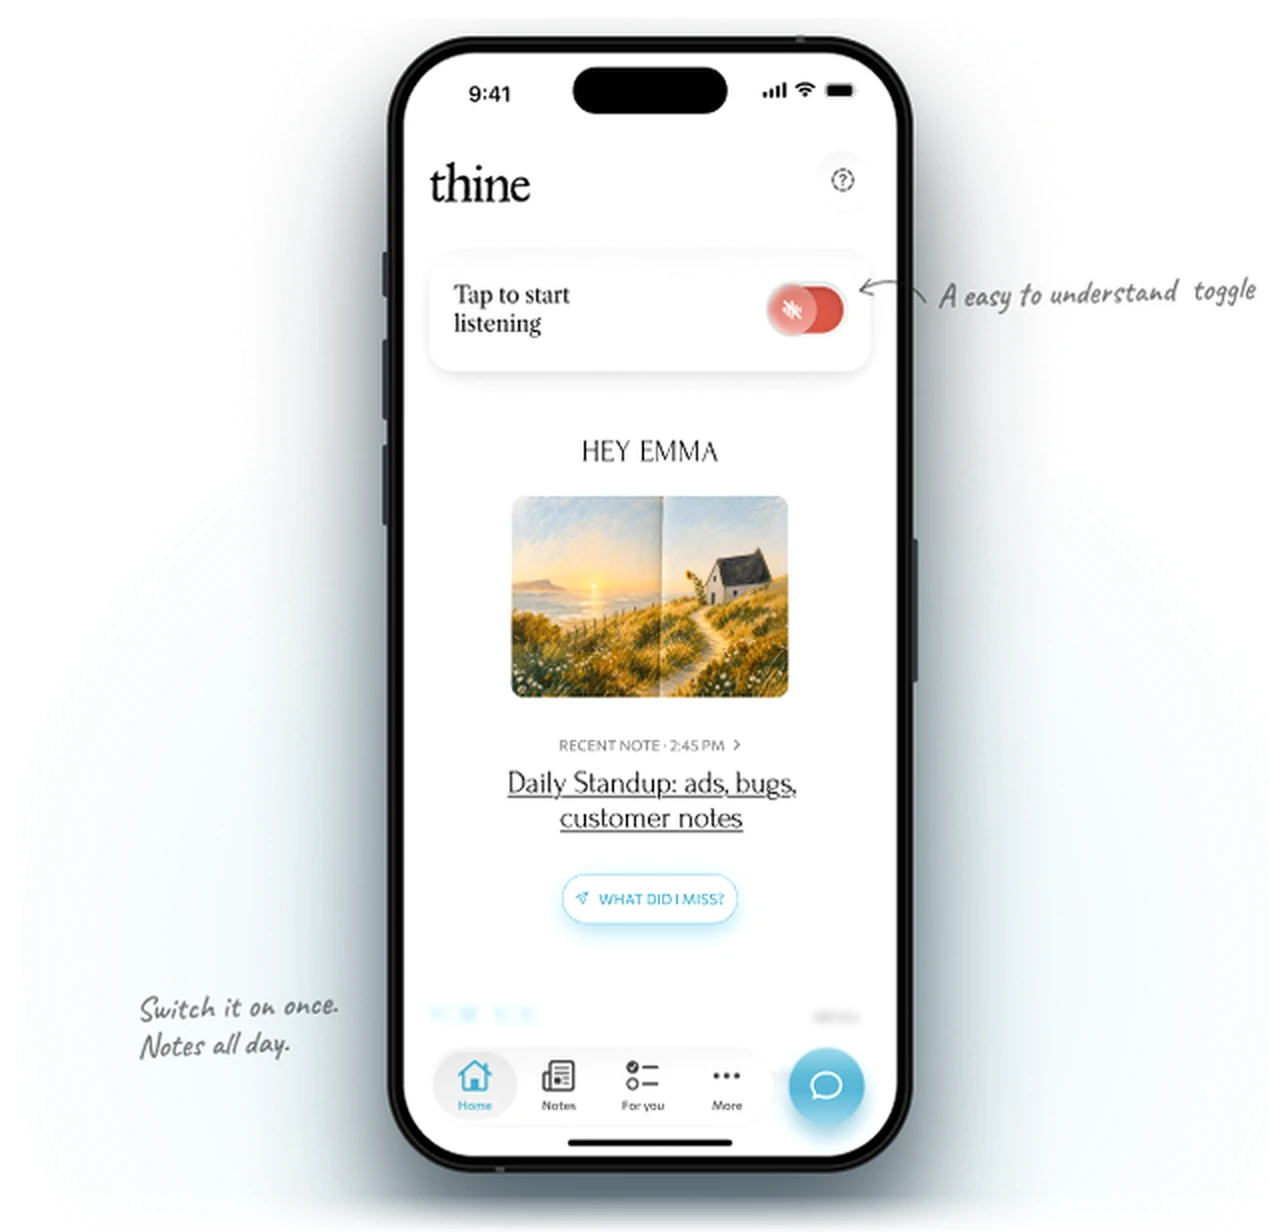 9:41
thine
Tap to start
listening
A easy to understand toggle
HEY EMMA
RECENT NOTE · 2:45 PM
Daily Standup: ads, bugs,
customer notes
WHAT DID I MISS?
Switch it on once.
Notes all day.
Home
Notes
For you
More